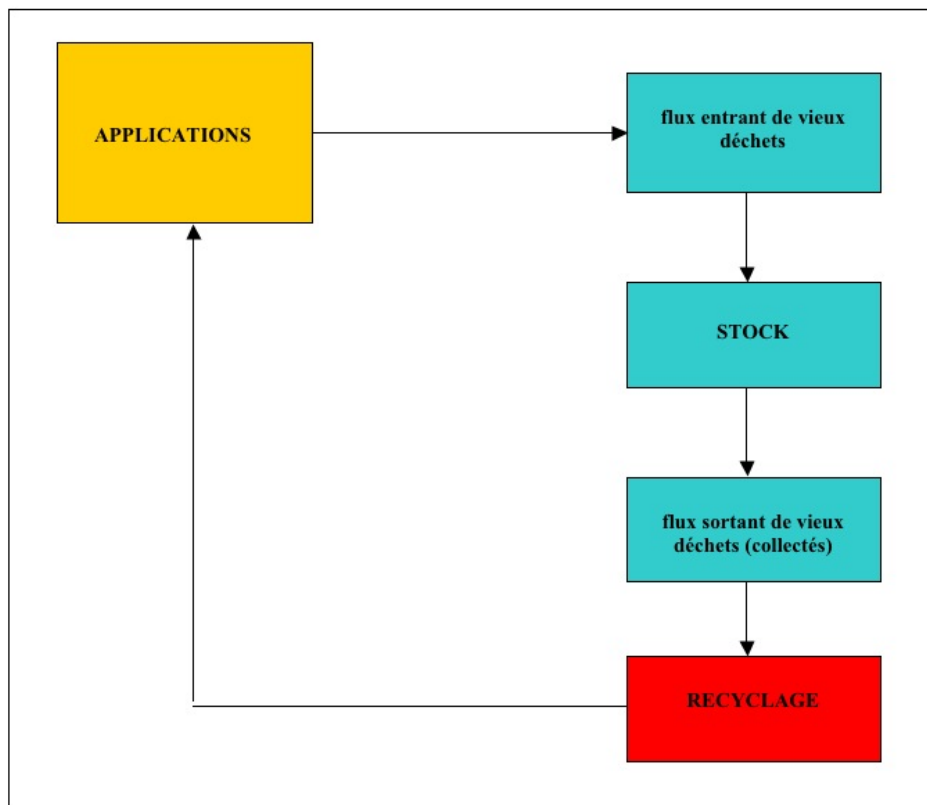 APPLICATIONS
flux entrant de vieux
déchets
STOCK
flux sortant de vieux
déchets (collectés)
RECYCLAGE